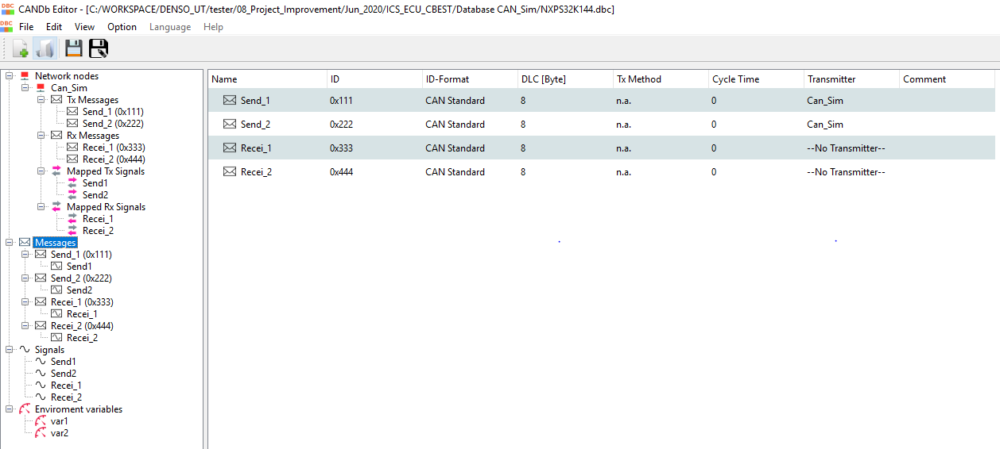 CANDb Editor - [C:/WORKSPACE/DENSO_UT/tester/08_Project_Improvement/Jun_2020/ICS_ECU_CBEST/Database CAN_Sim/NXPS32K144.dbc]
DBC File Edit View Option Language Help
Network nodes
Can_Sim
Tx Messages
Send_1 (0x111)
Send_2 (0x222)
Rx Messages
Recei_1 (0x333)
Recei_2 (0x444)
Mapped Tx Signals
Send1
Send2
Mapped Rx Signals
Recei_1
Recei_2
Messages
Send_1 (0x111)
Send1
Send_2 (0x222)
Send2
Recei_1 (0x333)
Recei_1
Recei_2 (0x444)
Recei_2
Signals
Send1
Send2
Recei_1
Recei_2
Enviroment variables
var1
var2
Name ID ID-Format DLC [Byte] Tx Method Cycle Time Transmitter Comment
Send_1 0x111 CAN Standard 8 n.a. 0 Can_Sim
Send_2 0x222 CAN Standard 8 n.a. 0 Can_Sim
Recei_1 0x333 CAN Standard 8 n.a. 0 --No Transmitter--
Recei_2 0x444 CAN Standard 8 n.a. 0 --No Transmitter--